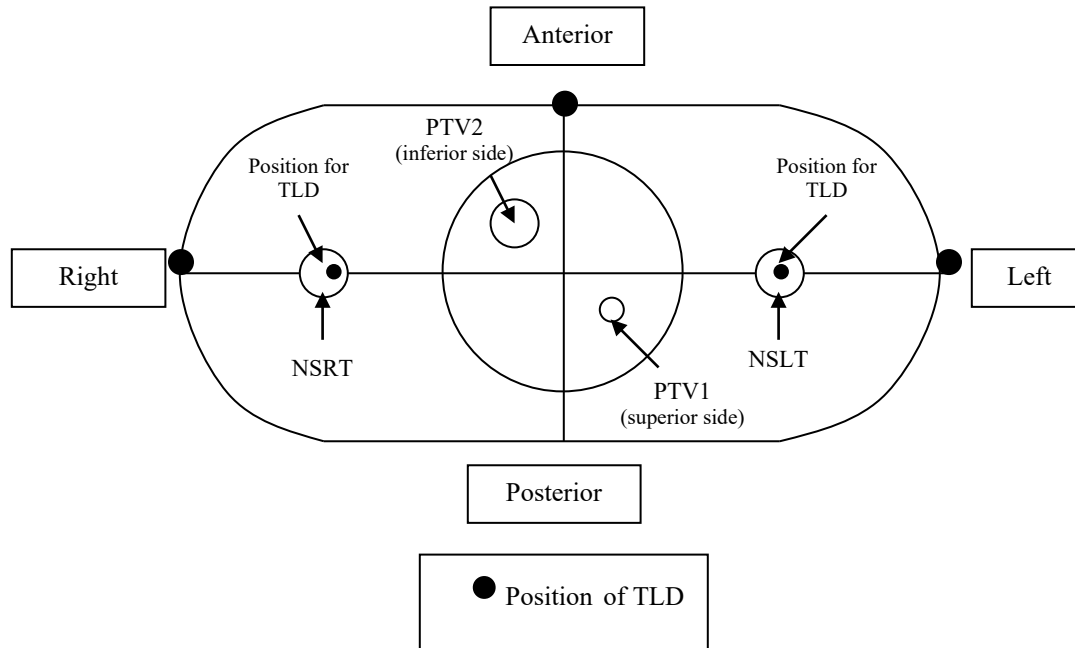 Anterior
PTV2
(inferior side)
Position for
TLD
Position for
TLD
Right
Left
NSRT
NSLT
PTV1
(superior side)
Posterior
Position of TLD